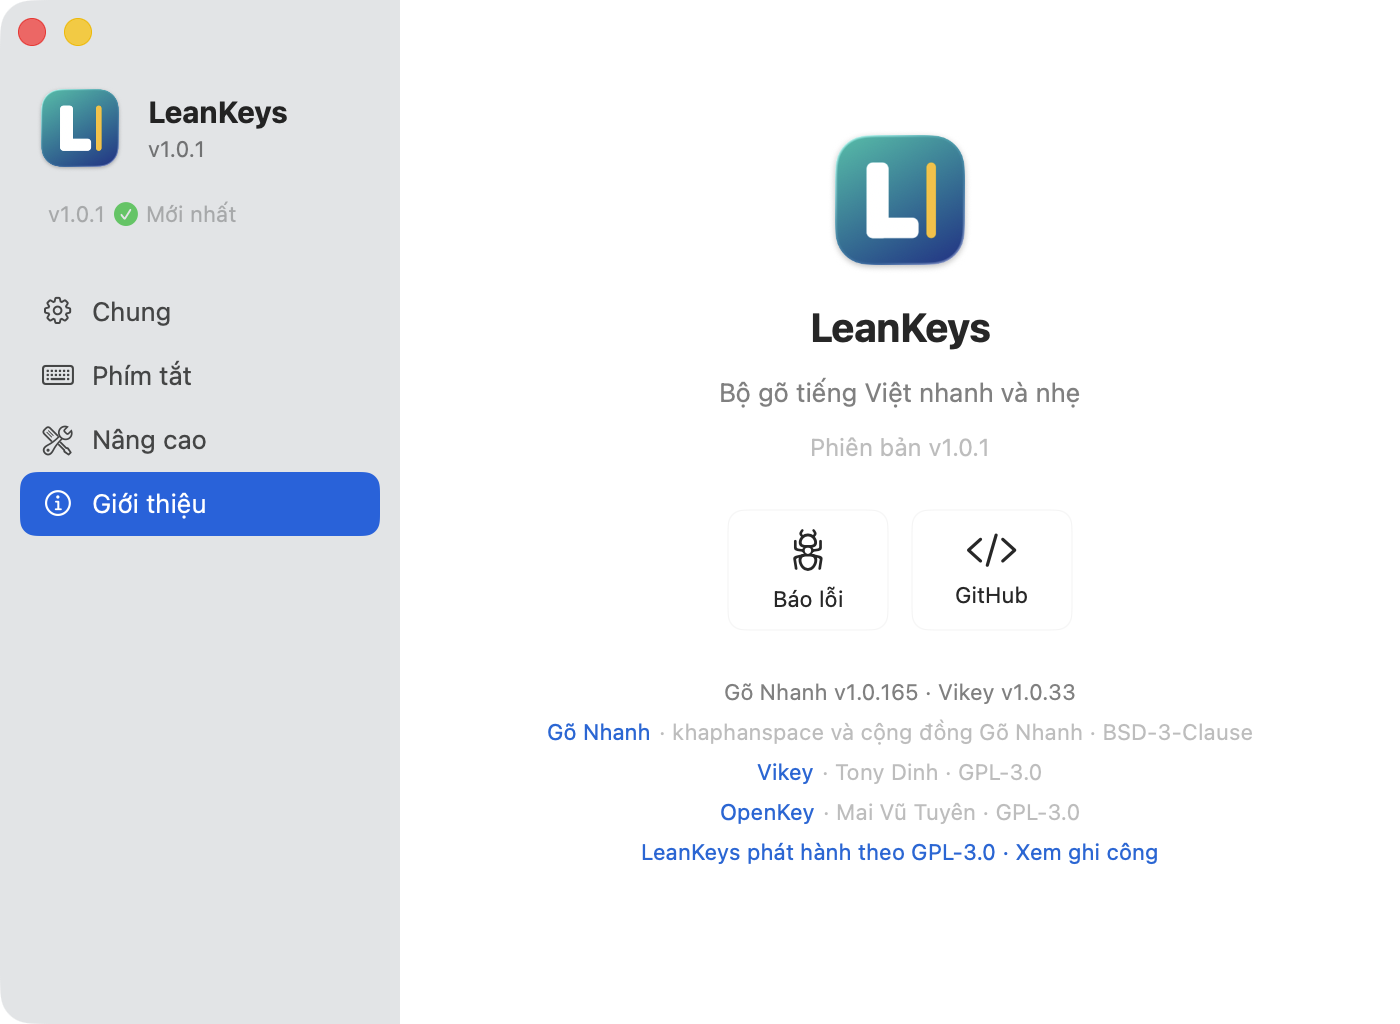 LeanKeys
v1.0.1
v1.0.1 Mới nhất
Chung
Phím tắt
Nâng cao
Giới thiệu
LI
LeanKeys
Bộ gõ tiếng Việt nhanh và nhẹ
Phiên bản v1.0.1
Báo lỗi
GitHub
Gõ Nhanh v1.0.165 · Vikey v1.0.33
Gõ Nhanh · khaphanspace và cộng đồng Gõ Nhanh · BSD-3-Clause
Vikey · Tony Dinh · GPL-3.0
OpenKey · Mai Vũ Tuyên · GPL-3.0
LeanKeys phát hành theo GPL-3.0 · Xem ghi công